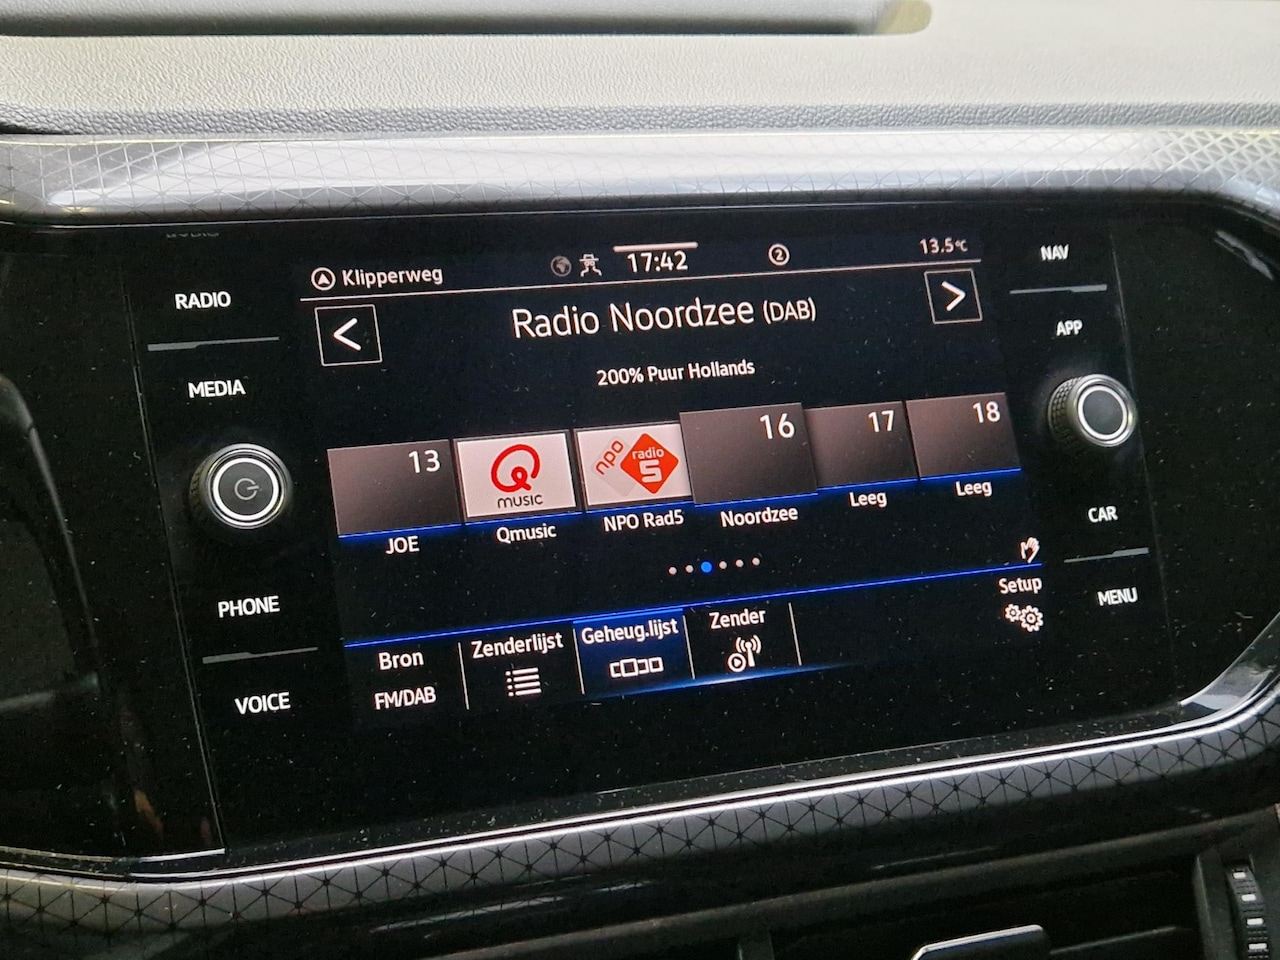 Klipperweg
17:42
2
13.5°C
RADIO
MEDIA
PHONE
VOICE
<
Radio Noordzee (DAB)
>
200% Puur Hollands
13
Q
MUSIC
npo
radio
5
16
17
18
JOE
Qmusic
NPO Rad5
Noordzee
Leeg
Leeg
Bron
FM/DAB
Zenderlijst
Geheug.lijst
Zender
Setup
NAV
APP
CAR
MENU